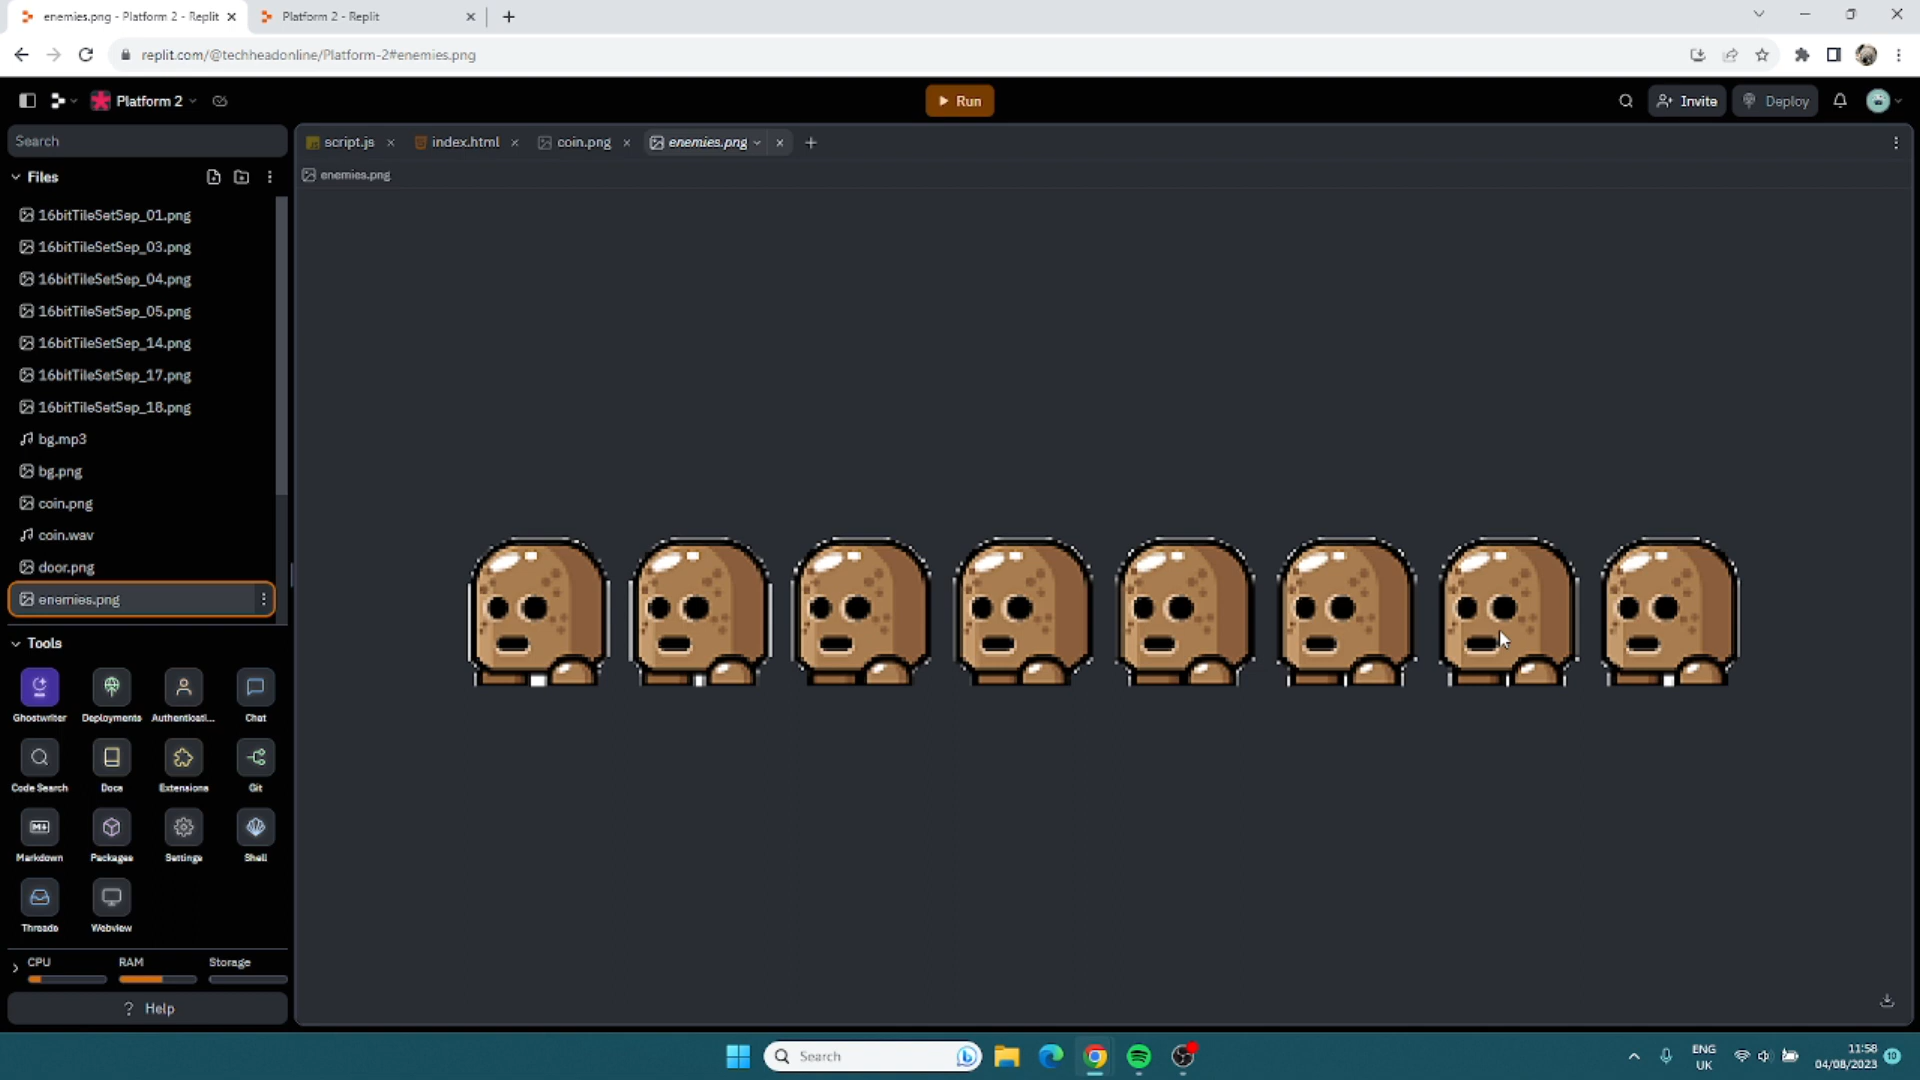 enemies.png - Platform 2 - Replit
Platform 2 - Replit
replit.com/@techheadonline/Platform-2#enemies.png
Platform 2
Run
Invite
Deploy
Search
script.js
index.html
coin.png
enemies.png
enemies.png
Files
16bitTileSetSep_01.png
16bitTileSetSep_03.png
16bitTileSetSep_04.png
16bitTileSetSep_05.png
16bitTileSetSep_14.png
16bitTileSetSep_17.png
16bitTileSetSep_18.png
bg.mp3
bg.png
coin.png
coin.wav
door.png
enemies.png
Tools
Ghostwriter
Deployments
Authenticati...
Chat
Code Search
Docs
Extensions
Git
Markdown
Packages
Settings
Shell
Threads
Webview
CPU
RAM
Storage
? Help
Search
ENG
UK
11:58
04/08/2023
10